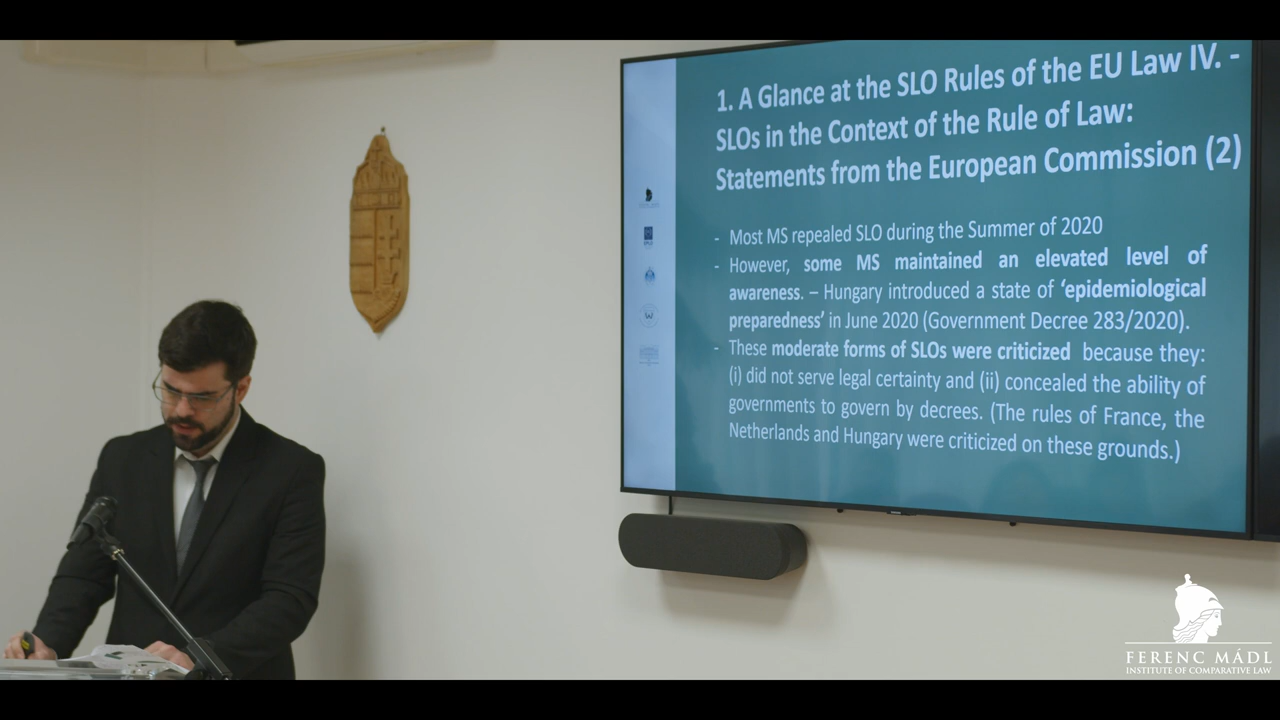 1. A Glance at the SLO Rules of the EU Law IV. -
SLOs in the Context of the Rule of Law:
Statements from the European Commission (2)
- Most MS repealed SLO during the Summer of 2020
- However, some MS maintained an elevated level of
awareness. – Hungary introduced a state of ‘epidemiological
preparedness’ in June 2020 (Government Decree 283/2020).
- These moderate forms of SLOs were criticized because they:
(i) did not serve legal certainty and (ii) concealed the ability of
governments to govern by decrees. (The rules of France, the
Netherlands and Hungary were criticized on these grounds.)
FERENC MÁDL
INSTITUTE OF COMPARATIVE LAW